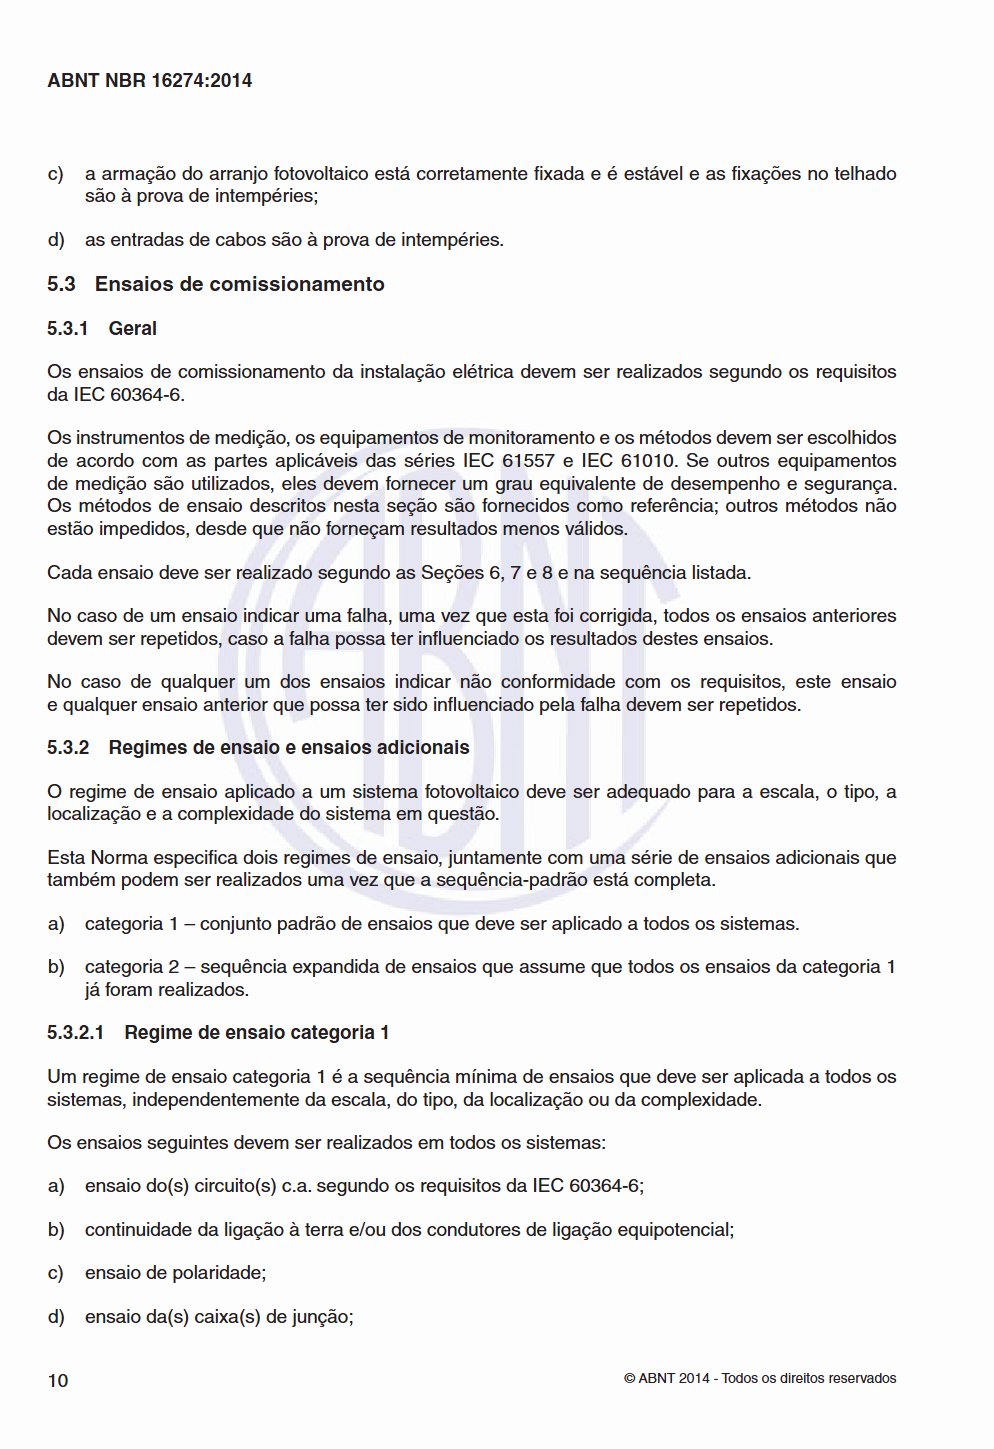 ABNT NBR 16274:2014
c) a armação do arranjo fotovoltaico está corretamente fixada e é estável e as fixações no telhado
são à prova de intempéries;
d) as entradas de cabos são à prova de intempéries.
5.3 Ensaios de comissionamento
5.3.1 Geral
Os ensaios de comissionamento da instalação elétrica devem ser realizados segundo os requisitos
da IEC 60364-6.
Os instrumentos de medição, os equipamentos de monitoramento e os métodos devem ser escolhidos
de acordo com as partes aplicáveis das séries IEC 61557 e IEC 61010. Se outros equipamentos
de medição são utilizados, eles devem fornecer um grau equivalente de desempenho e segurança.
Os métodos de ensaio descritos nesta seção são fornecidos como referência; outros métodos não
estão impedidos, desde que não forneçam resultados menos válidos.
Cada ensaio deve ser realizado segundo as Seções 6, 7 e 8 e na sequência listada.
No caso de um ensaio indicar uma falha, uma vez que esta foi corrigida, todos os ensaios anteriores
devem ser repetidos, caso a falha possa ter influenciado os resultados destes ensaios.
No caso de qualquer um dos ensaios indicar não conformidade com os requisitos, este ensaio
e qualquer ensaio anterior que possa ter sido influenciado pela falha devem ser repetidos.
5.3.2 Regimes de ensaio e ensaios adicionais
O regime de ensaio aplicado a um sistema fotovoltaico deve ser adequado para a escala, o tipo, a
localização e a complexidade do sistema em questão.
Esta Norma especifica dois regimes de ensaio, juntamente com uma série de ensaios adicionais que
também podem ser realizados uma vez que a sequência-padrão está completa.
a) categoria 1 – conjunto padrão de ensaios que deve ser aplicado a todos os sistemas.
b) categoria 2 – sequência expandida de ensaios que assume que todos os ensaios da categoria 1
já foram realizados.
5.3.2.1 Regime de ensaio categoria 1
Um regime de ensaio categoria 1 é a sequência mínima de ensaios que deve ser aplicada a todos os
sistemas, independentemente da escala, do tipo, da localização ou da complexidade.
Os ensaios seguintes devem ser realizados em todos os sistemas:
a) ensaio do(s) circuito(s) c.a. segundo os requisitos da IEC 60364-6;
b) continuidade da ligação à terra e/ou dos condutores de ligação equipotencial;
c) ensaio de polaridade;
d) ensaio da(s) caixa(s) de junção;
ABNT
10
© ABNT 2014 - Todos os direitos reservados